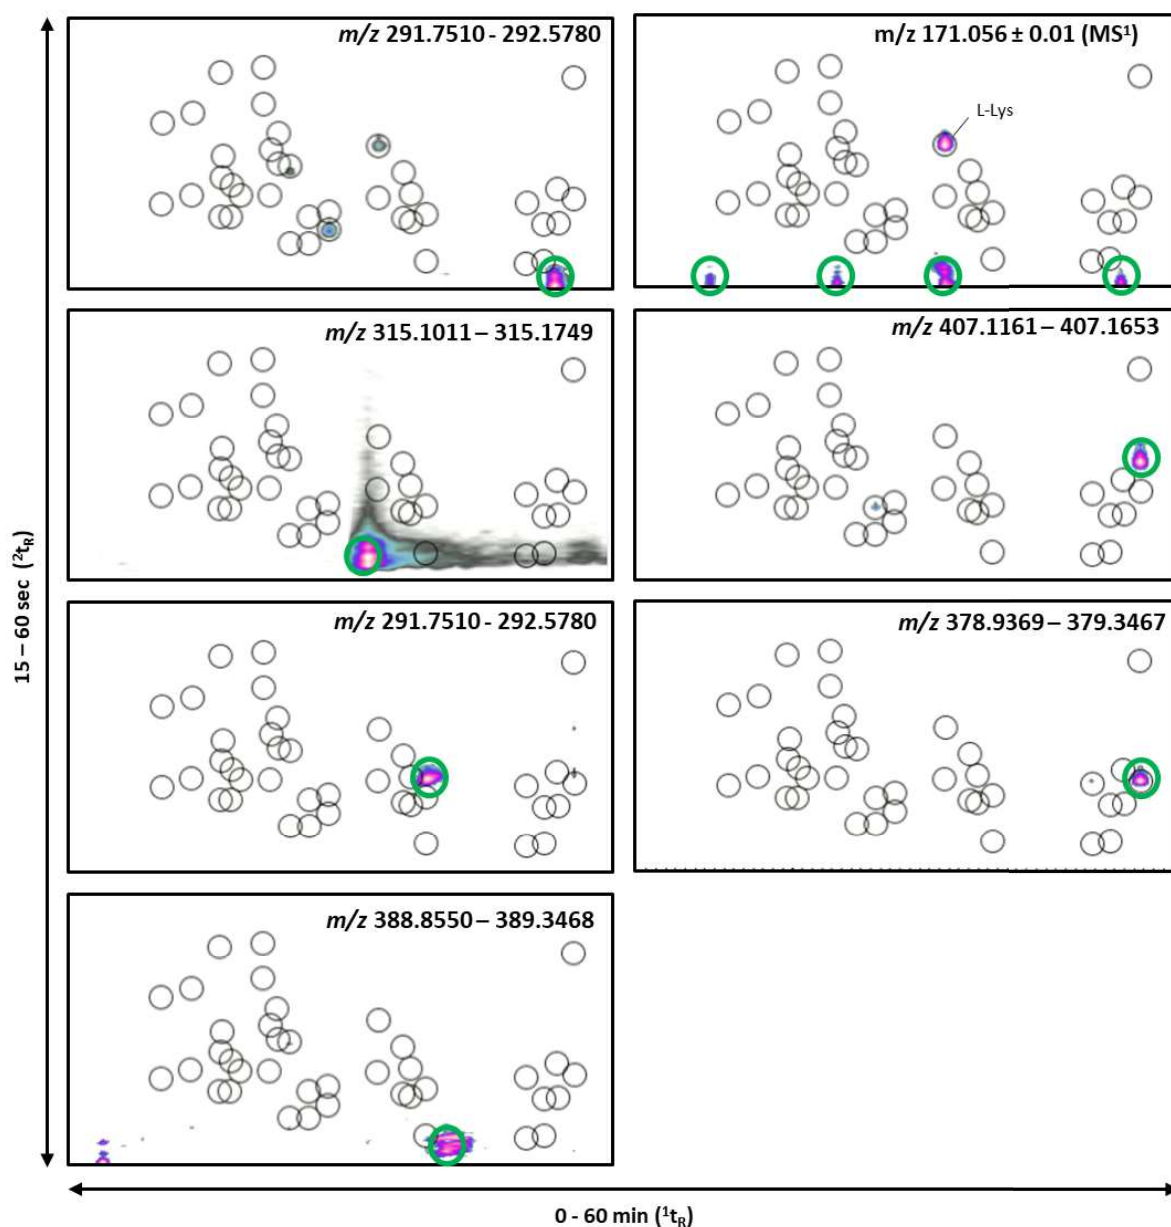 m/z 291.7510 - 292.5780
m/z 171.056 ± 0.01 (MS¹)
L-Lys
m/z 315.1011 – 315.1749
m/z 407.1161 – 407.1653
m/z 291.7510 - 292.5780
m/z 378.9369 – 379.3467
m/z 388.8550 – 389.3468
15 – 60 sec (²tR)
0 - 60 min (¹tR)